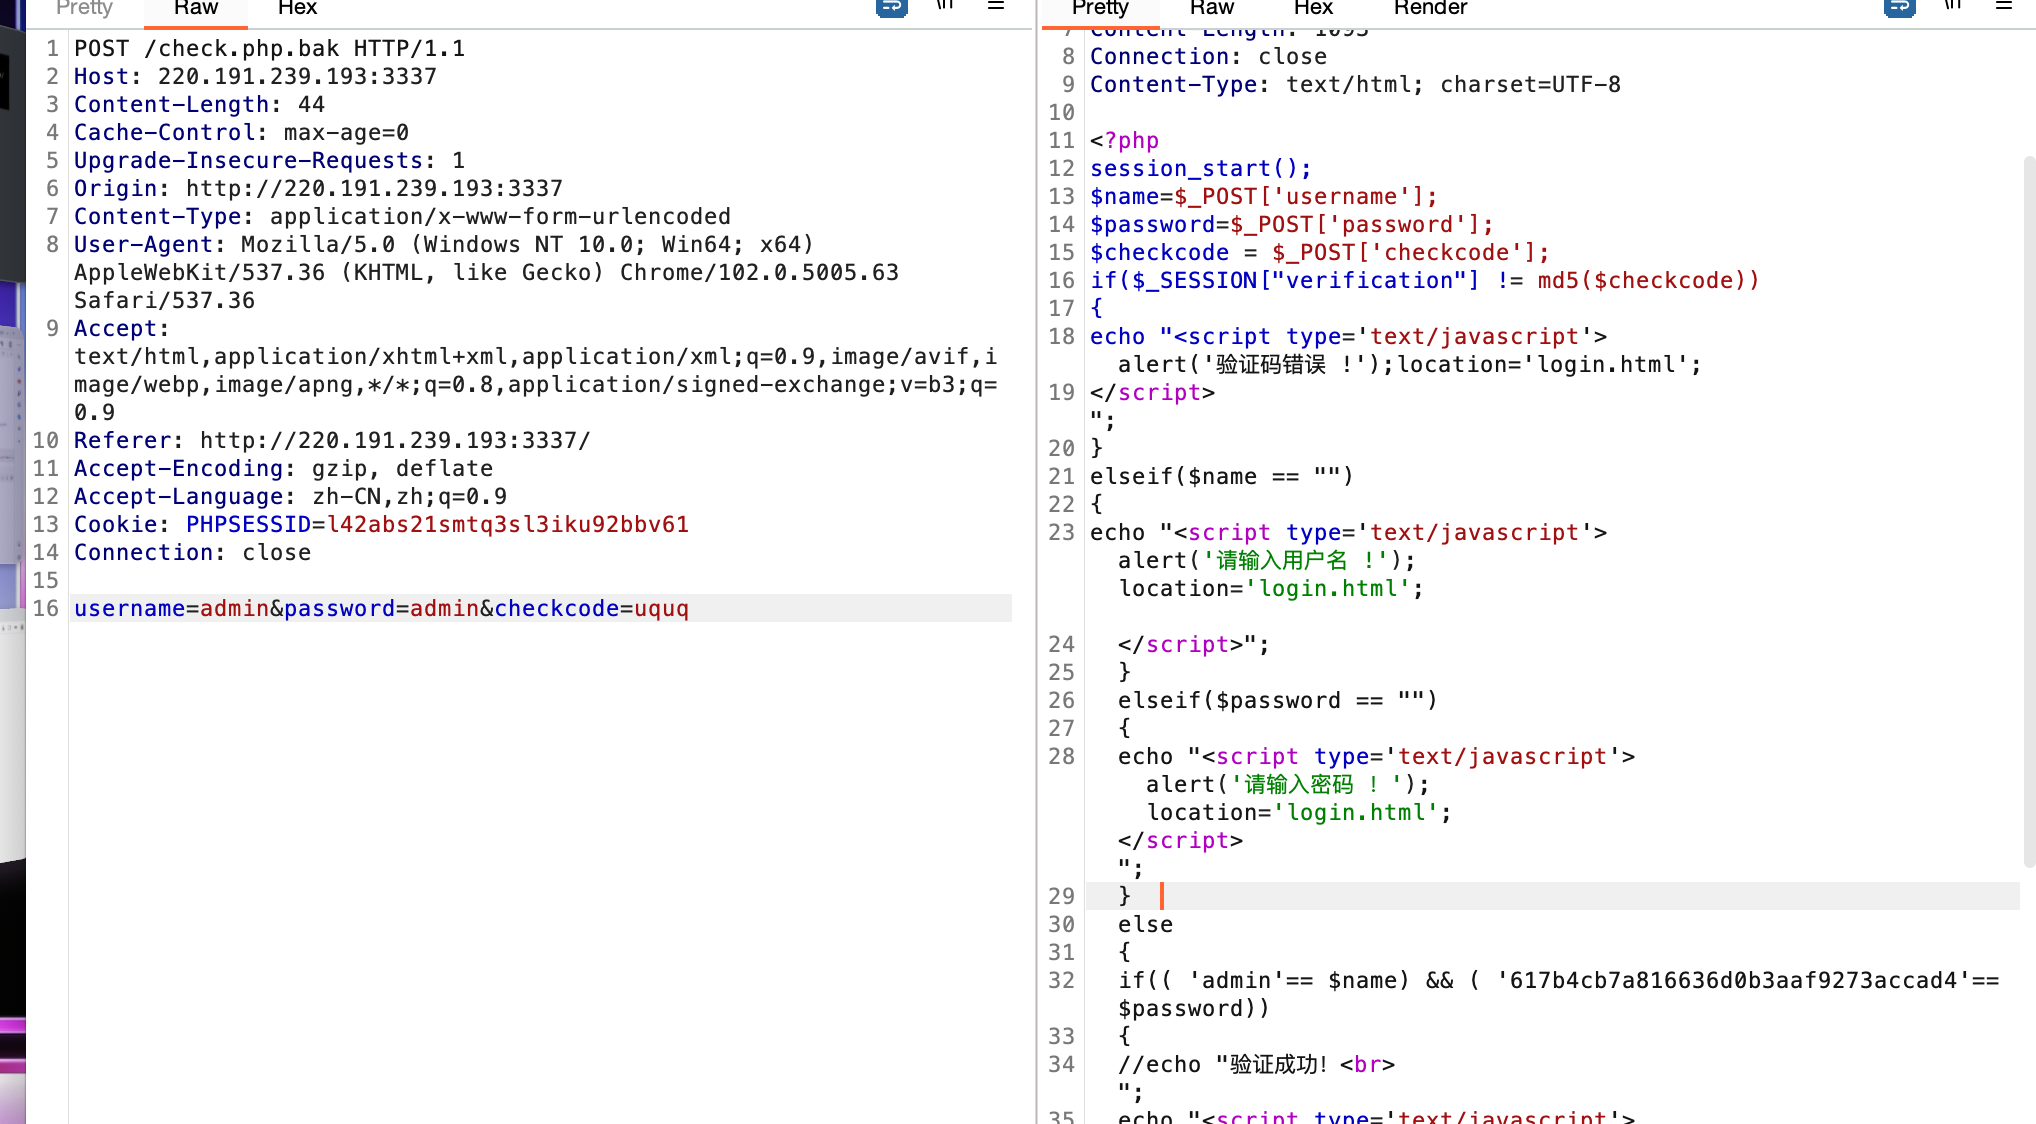 Pretty Raw Hex \n
1 POST /check.php.bak HTTP/1.1
2 Host: 220.191.239.193:3337
3 Content-Length: 44
4 Cache-Control: max-age=0
5 Upgrade-Insecure-Requests: 1
6 Origin: http://220.191.239.193:3337
7 Content-Type: application/x-www-form-urlencoded
8 User-Agent: Mozilla/5.0 (Windows NT 10.0; Win64; x64)
AppleWebKit/537.36 (KHTML, like Gecko) Chrome/102.0.5005.63
Safari/537.36
9 Accept:
text/html,application/xhtml+xml,application/xml;q=0.9,image/avif,i
mage/webp,image/apng,*/*;q=0.8,application/signed-exchange;v=b3;q=
0.9
10 Referer: http://220.191.239.193:3337/
11 Accept-Encoding: gzip, deflate
12 Accept-Language: zh-CN,zh;q=0.9
13 Cookie: PHPSESSID=l42abs21smtq3sl3iku92bbv61
14 Connection: close
15
16 username=admin&password=admin&checkcode=uquq
Pretty Raw Hex Render \n
7 Content-Length: 1093
8 Connection: close
9 Content-Type: text/html; charset=UTF-8
10
11 <?php
12 session_start();
13 $name=$_POST['username'];
14 $password=$_POST['password'];
15 $checkcode = $_POST['checkcode'];
16 if($_SESSION["verification"] != md5($checkcode))
17 {
18 echo "<script type='text/javascript'>
alert('验证码错误 !');location='login.html';
19 </script>
";
20 }
21 elseif($name == "")
22 {
23 echo "<script type='text/javascript'>
alert('请输入用户名 !');
location='login.html';
24 </script>";
25 }
26 elseif($password == "")
27 {
28 echo "<script type='text/javascript'>
alert('请输入密码 ! ');
location='login.html';
</script>
";
29 }
30 else
31 {
32 if(( 'admin'== $name) && ( '617b4cb7a816636d0b3aaf9273accad4'==
$password))
33 {
34 //echo "验证成功! <br>
";
35 echo "<script type='text/javascript'>